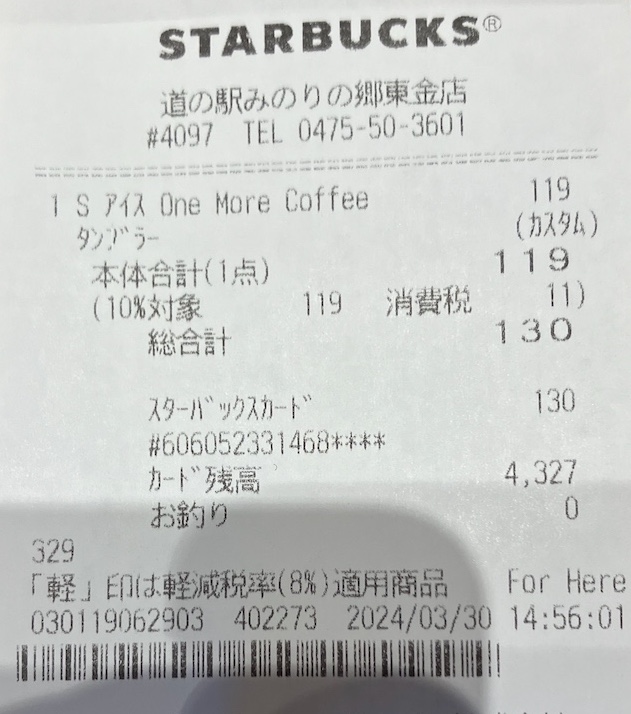 STARBUCKS®
道の駅みのりの郷東金店
#4097 TEL 0475-50-3601
1 S ｱｲｽ One More Coffee 119
ﾀﾝﾌﾞﾗｰ (ｶｽﾀﾑ)
本体合計(1点) 119
(10%対象 119 消費税 11)
総合計 130
ｽﾀｰﾊﾞｯｸｽｶｰﾄﾞ 130
#606052331468****
ｶｰﾄﾞ残高 4,327
お釣り 0
329
「軽」印は軽減税率(8%)適用商品 For Here
030119062903 402273 2024/03/30 14:56:01